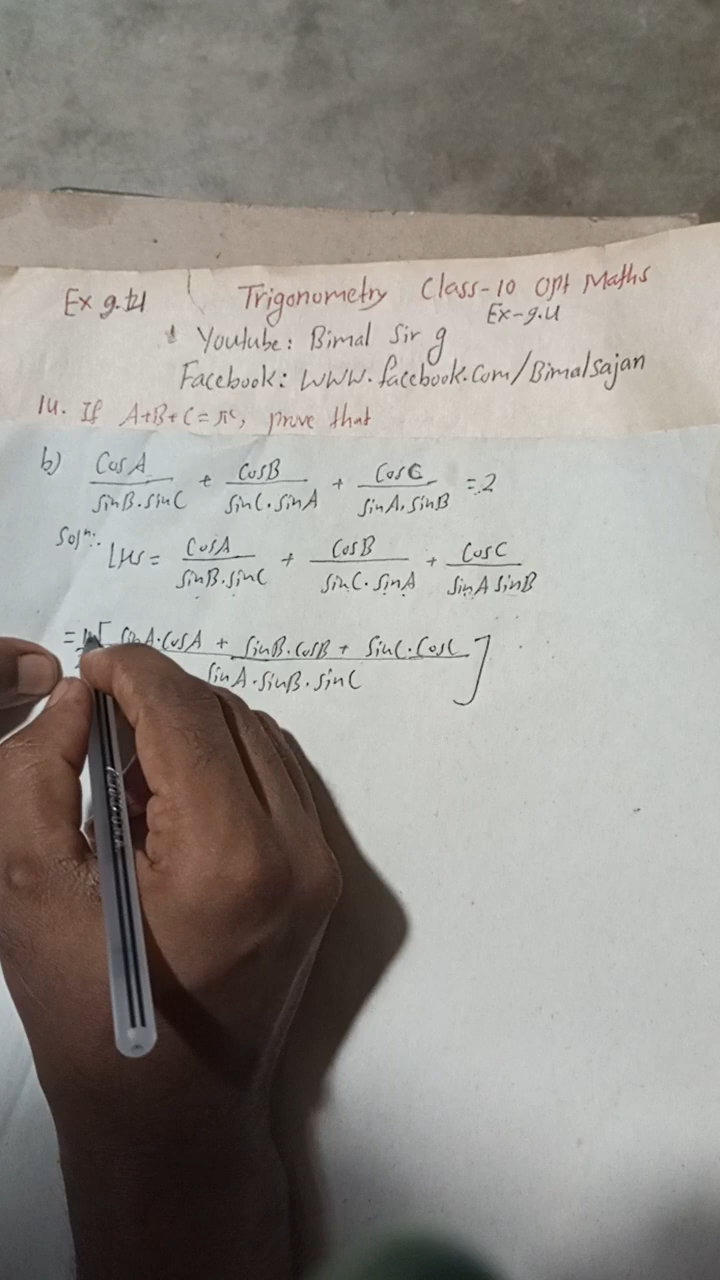 Ex 9.4 Trigonometry Class-10 Opt Maths
Ex-9.4
Youtube: Bimal Sir g
Facebook: www.facebook.com/Bimalsajan
14. If A+B+C=πᶜ, prove that
b) CosA/SinB.SinC + CosB/SinC.SinA + CosC/SinA.SinB = 2
Solⁿ:
LHS = CosA/SinB.SinC + CosB/SinC.SinA + CosC/SinA SinB
= [SinA.CosA + SinB.CosB + SinC.CosC / SinA.SinB.SinC]